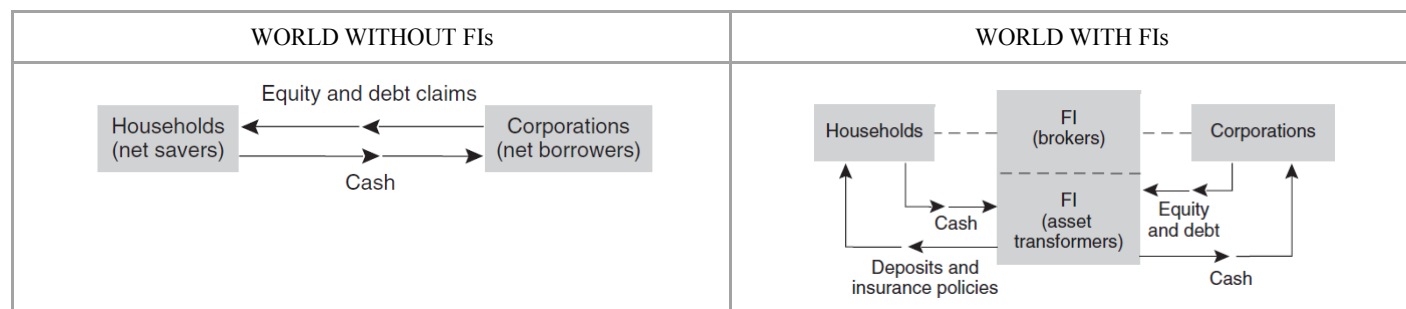 WORLD WITHOUT FIs
Equity and debt claims
Households
(net savers)
Corporations
(net borrowers)
Cash
WORLD WITH FIs
Households
FI
(brokers)
Corporations
FI
(asset
transformers)
Cash
Equity
and debt
Deposits and
insurance policies
Cash